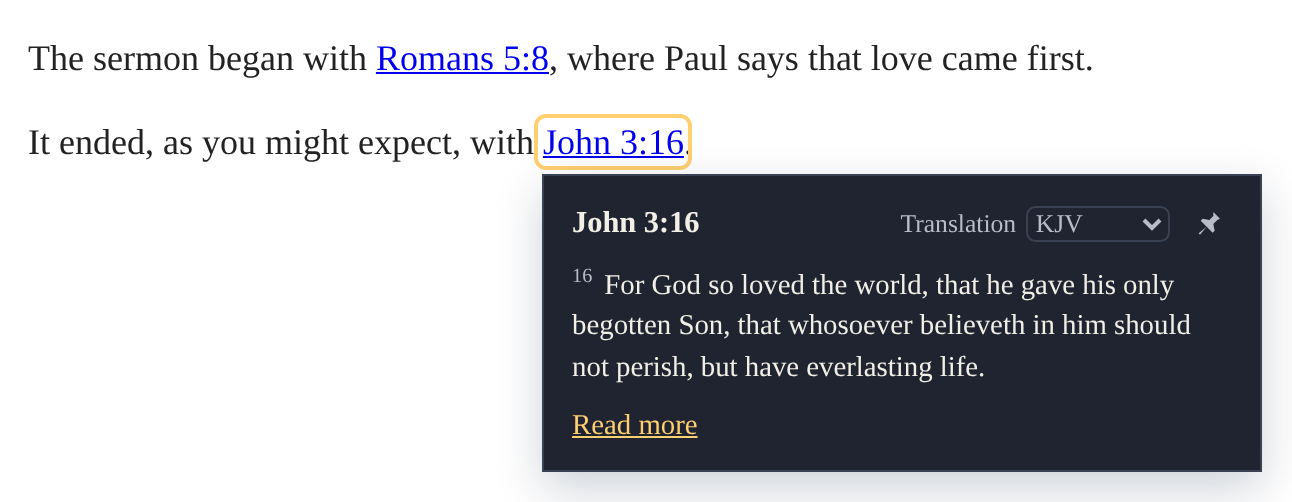 The sermon began with Romans 5:8, where Paul says that love came first.
It ended, as you might expect, with John 3:16.
John 3:16 Translation KJV
16 For God so loved the world, that he gave his only
begotten Son, that whosoever believeth in him should
not perish, but have everlasting life.
Read more